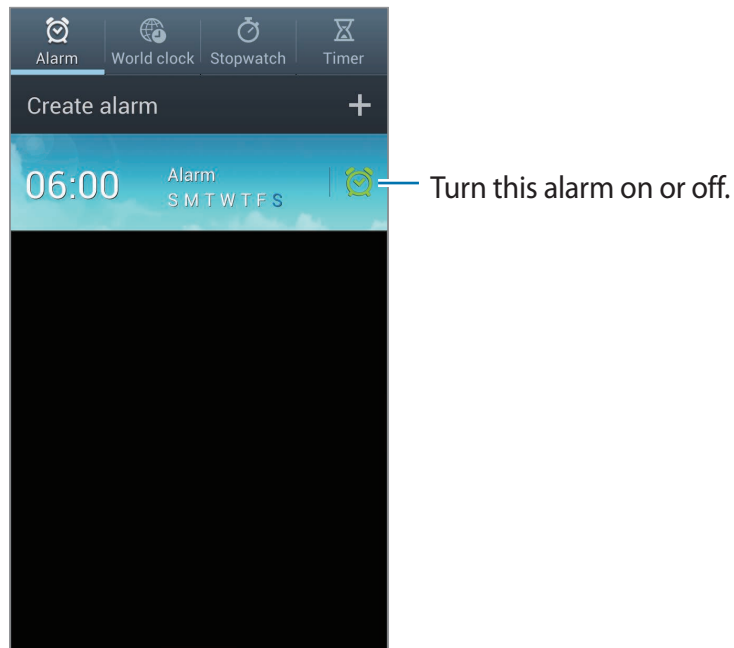 Alarm World clock Stopwatch Timer
Create alarm +
06:00 Alarm
S M T W T F S
Turn this alarm on or off.